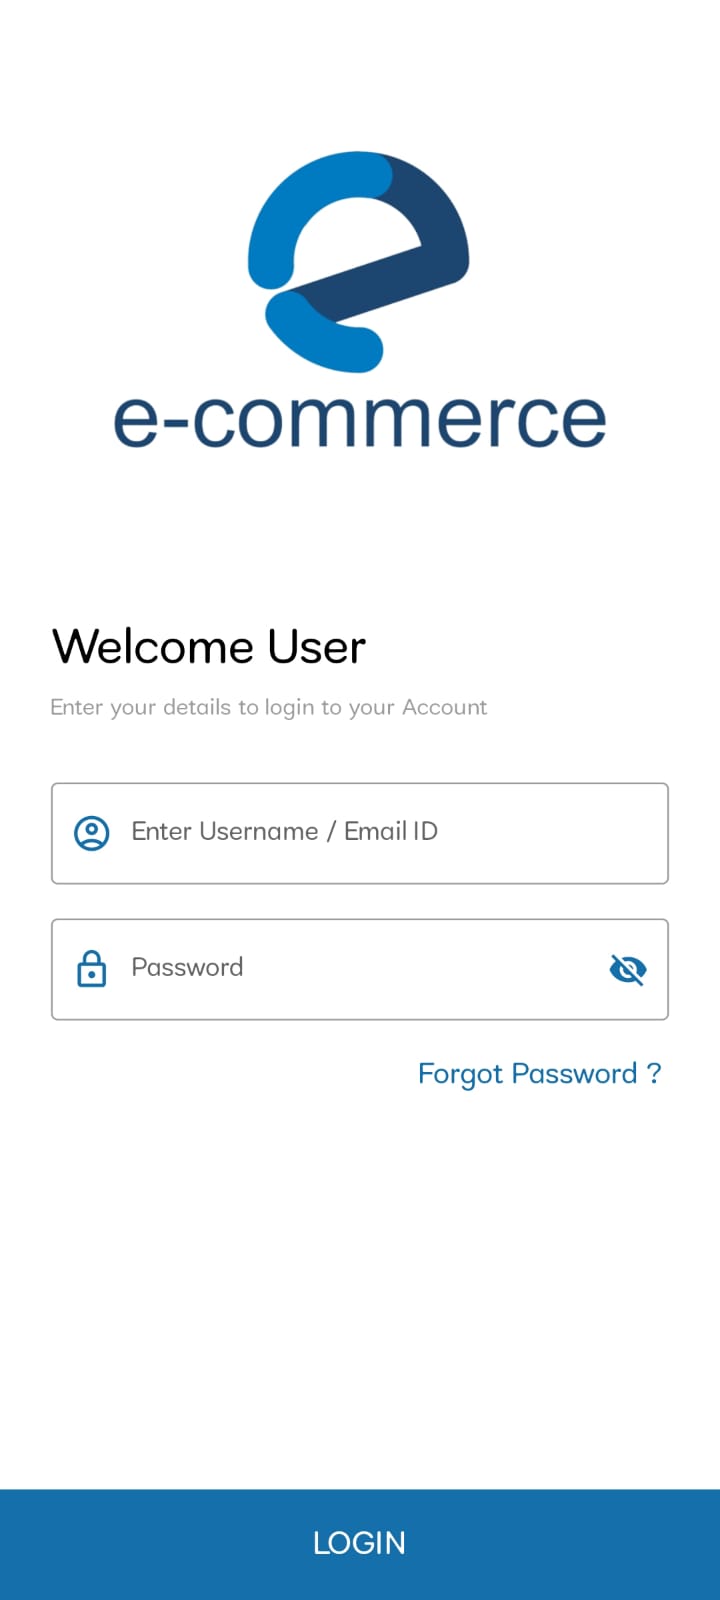 e-commerce
Welcome User
Enter your details to login to your Account
Enter Username / Email ID
Password
Forgot Password ?
LOGIN